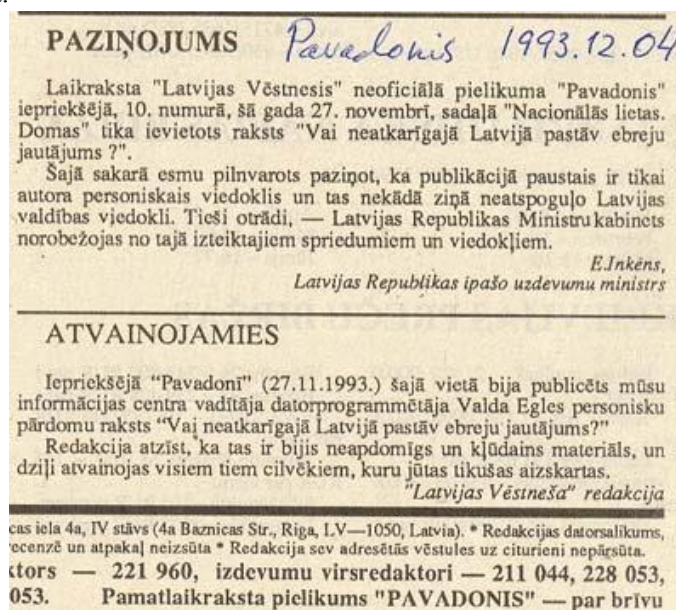 PAZIŅOJUMS Pavadonis 1993.12.04
Laikraksta "Latvijas Vēstnesis" neoficiālā pielikuma "Pavadonis"
iepriekšējā, 10. numurā, šā gada 27. novembrī, sadaļā "Nacionālās lietas.
Domas" tika ievietots raksts "Vai neatkarīgajā Latvijā pastāv ebreju
jautājums ?".
Šajā sakarā esmu pilnvarots paziņot, ka publikācijā paustais ir tikai
autora personiskais viedoklis un tas nekādā ziņā neatspoguļo Latvijas
valdības viedokli. Tieši otrādi, — Latvijas Republikas Ministru kabinets
norobežojas no tajā izteiktajiem spriedumiem un viedokļiem.
E.Inkēns,
Latvijas Republikas īpašo uzdevumu ministrs
ATVAINOJAMIES
Iepriekšējā "Pavadonī" (27.11.1993.) šajā vietā bija publicēts mūsu
informācijas centra vadītāja datorprogrammētāja Valda Egles personisku
pārdomu raksts "Vai neatkarīgajā Latvijā pastāv ebreju jautājums?"
Redakcija atzīst, ka tas ir bijis neapdomīgs un kļūdains materiāls, un
dziļi atvainojas visiem tiem cilvēkiem, kuru jūtas tikušas aizskartas.
"Latvijas Vēstneša" redakcija
cas iela 4a, IV stāvs (4a Baznicas Str., Riga, LV—1050, Latvia). * Redakcijas datorsalikums,
recenzē un atpakaļ neizsūta * Redakcija sev adresētās vēstules uz citurieni nepārsūta.
ktors — 221 960, izdevumu virsredaktori — 211 044, 228 053,
053. Pamatlaikraksta pielikums "PAVADONIS" — par brīvu